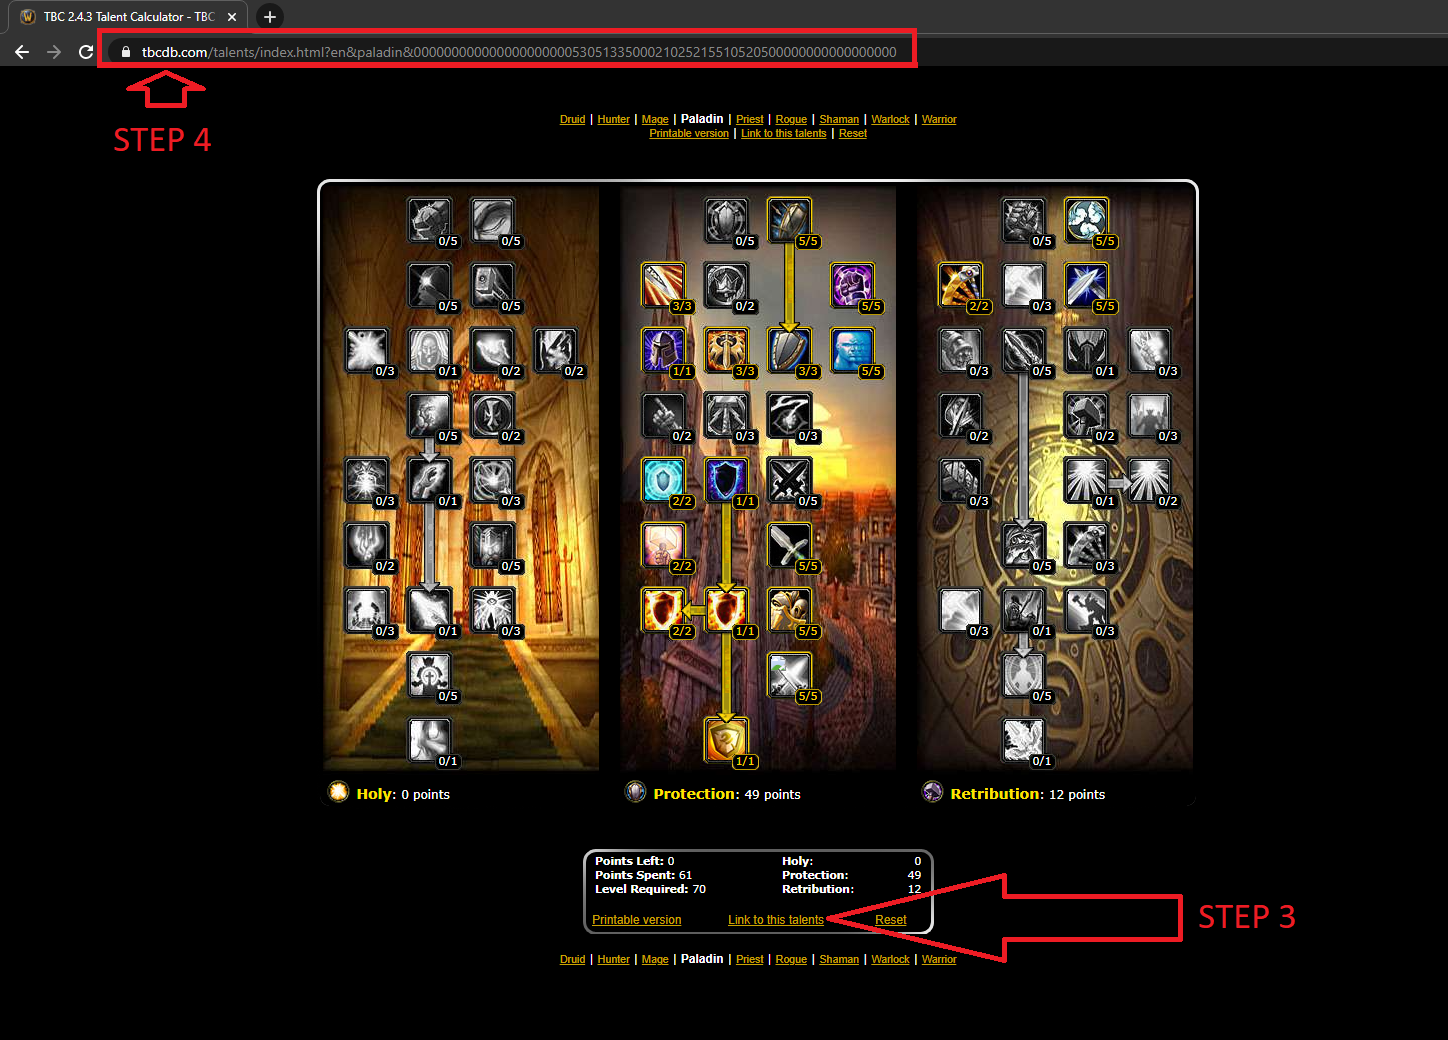 TBC 2.4.3 Talent Calculator - TBC
tbcdb.com/talents/index.html?en&paladin&0000000000000000000005305133500021025215510520500000000000000000
STEP 4
Druid | Hunter | Mage | Paladin | Priest | Rogue | Shaman | Warlock | Warrior
Printable version | Link to this talents | Reset
0/5 0/5 0/5 5/5 0/5 5/5
0/5 0/5 3/3 0/2 5/5 2/2 0/3 5/5
0/3 0/1 0/2 0/2 1/1 3/3 3/3 5/5 0/3 0/5 0/1 0/3
0/5 0/2 0/2 0/3 0/3 0/2 0/2 0/3
0/3 0/1 0/3 2/2 1/1 0/5 0/3 0/1 0/2
0/2 0/5 2/2 5/5 0/5 0/3
0/3 0/1 0/3 2/2 1/1 5/5 0/3 0/1 0/3
0/5 5/5 0/5
0/1 1/1 0/1
Holy: 0 points Protection: 49 points Retribution: 12 points
Points Left: 0 Holy: 0
Points Spent: 61 Protection: 49
Level Required: 70 Retribution: 12
Printable version Link to this talents Reset
STEP 3
Druid | Hunter | Mage | Paladin | Priest | Rogue | Shaman | Warlock | Warrior